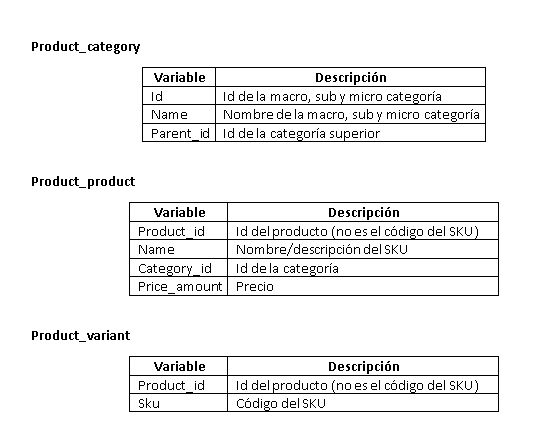 Product_category
Variable Descripción
Id Id de la macro, sub y micro categoría
Name Nombre de la macro, sub y micro categoría
Parent_id Id de la categoría superior
Product_product
Variable Descripción
Product_id Id del producto (no es el código del SKU)
Name Nombre/descripción del SKU
Category_id Id de la categoría
Price_amount Precio
Product_variant
Variable Descripción
Product_id Id del producto (no es el código del SKU)
Sku Código del SKU